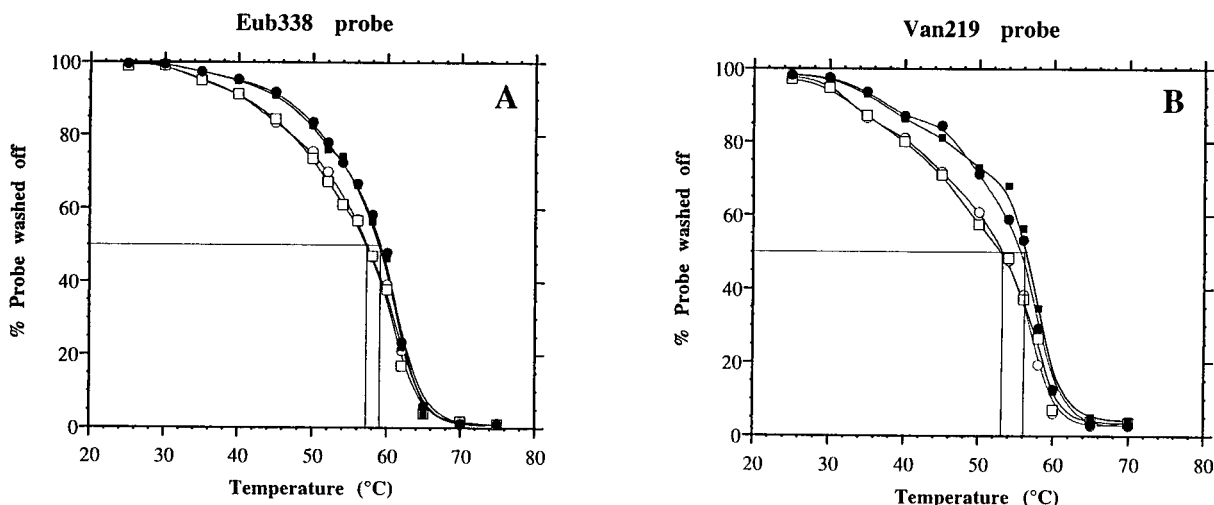 Eub338 probe
100
80
60
40
20
0
% Probe washed off
A
20 30 40 50 60 70 80
Temperature (°C)
Van219 probe
100
80
60
40
20
0
% Probe washed off
B
20 30 40 50 60 70 80
Temperature (°C)